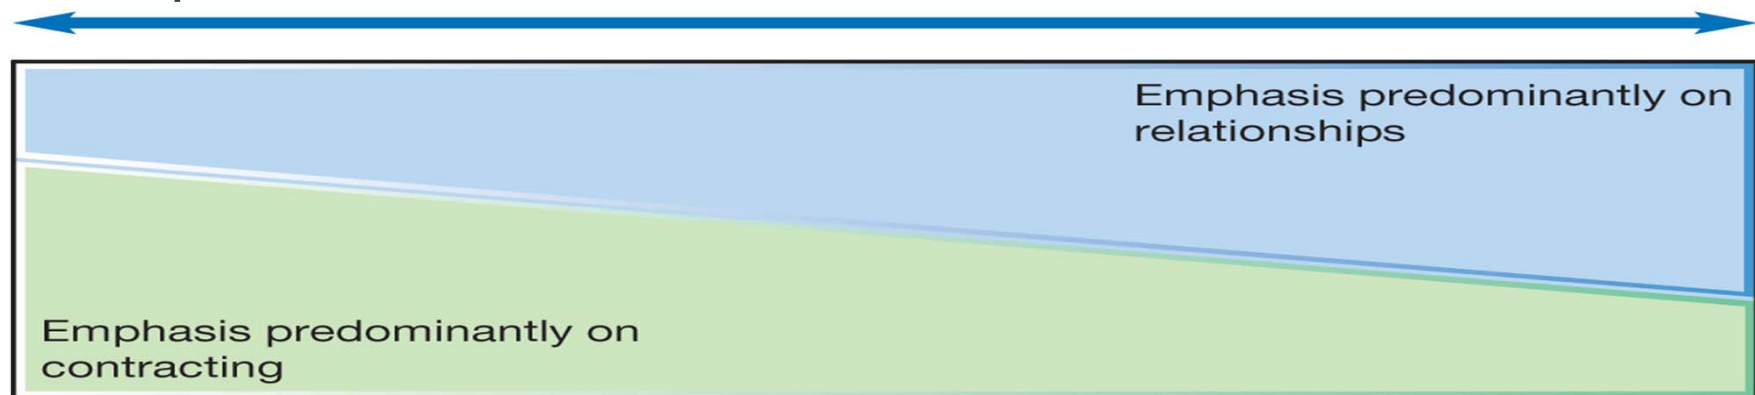 Emphasis predominantly on
relationships
Emphasis predominantly on
contracting